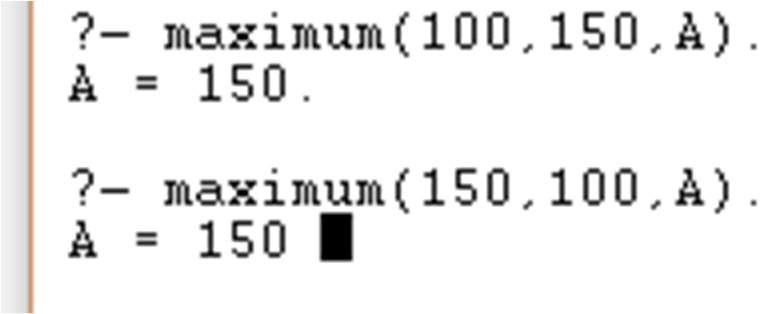 ?- maximum(100,150,A).
A = 150.
?- maximum(150,100,A).
A = 150